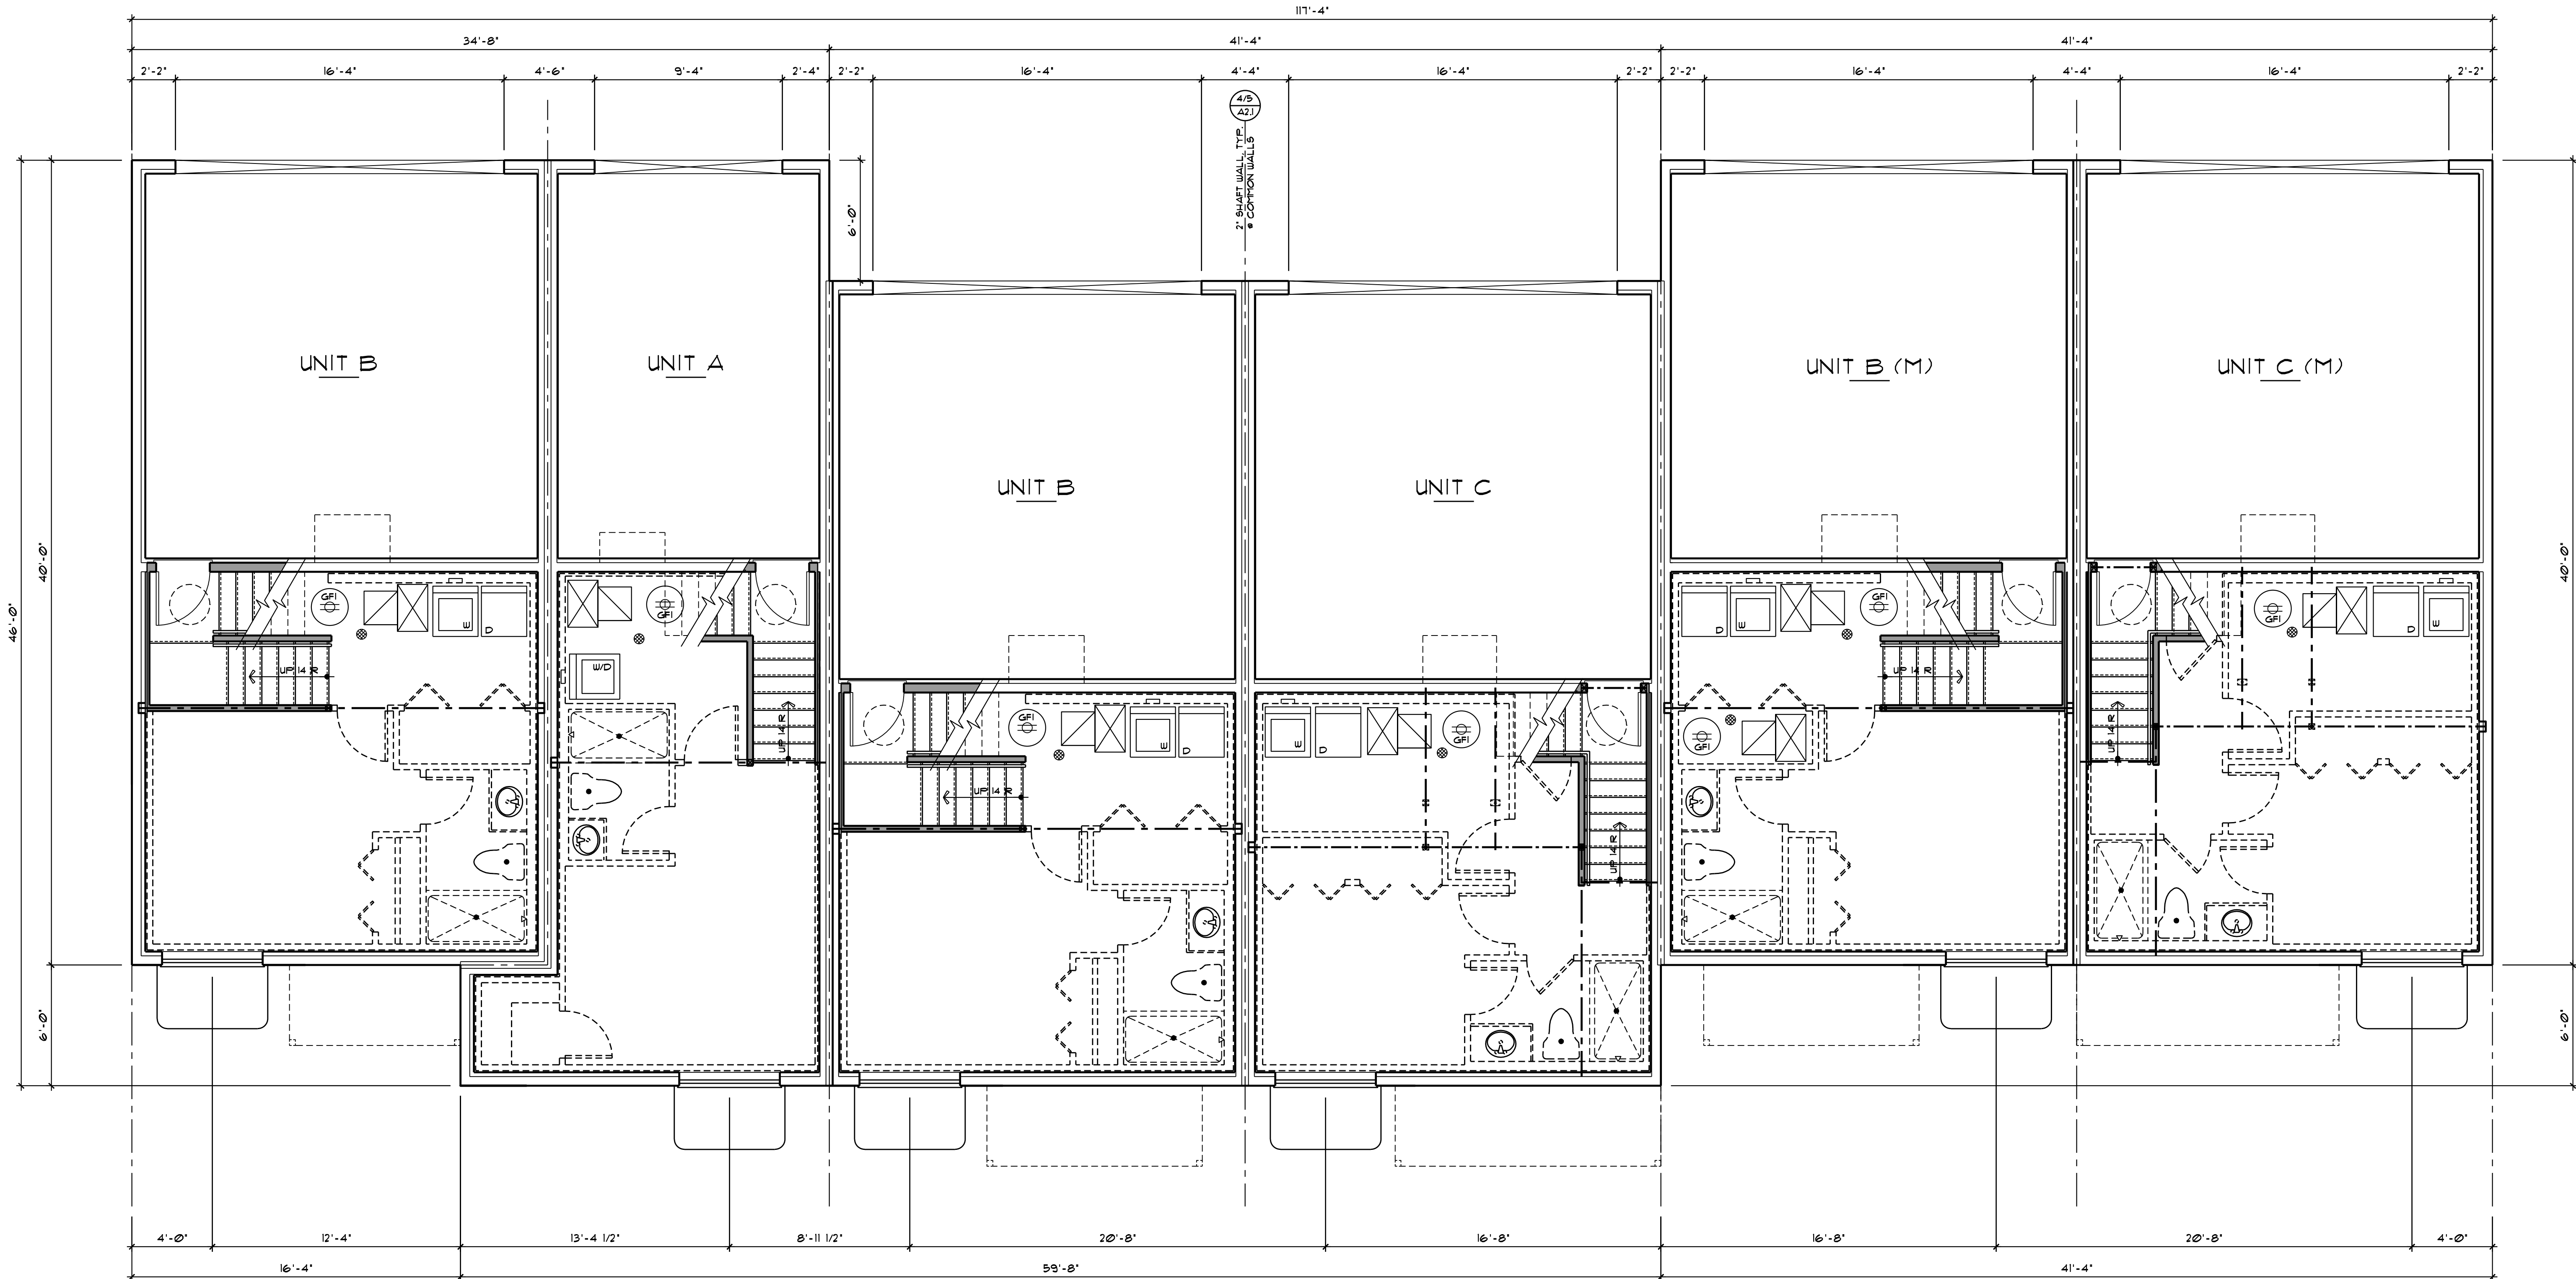 117'-4"
34'-8"
41'-4"
41'-4"
2'-2"
16'-4"
4'-6"
9'-4"
2'-4"
2'-2"
16'-4"
4'-4"
16'-4"
2'-2"
2'-2"
16'-4"
4'-4"
16'-4"
2'-2"
4/5
A2.1
2" SHAFT WALL, TYP.
@ COMMON WALLS
6'-0"
UNIT B
UNIT A
UNIT B (M)
UNIT C (M)
UNIT B
UNIT C
46'-0"
40'-0"
40'-0"
GFI
W
D
UP 14 R
GFI
W/D
UP 14 R
GFI
W
D
UP 14 R
W
D
GFI
UP 14 R
D
W
GFI
UP 14 R
GFI
GFI
D
W
UP 14 R
6'-0"
6'-0"
4'-0"
12'-4"
13'-4 1/2"
8'-11 1/2"
20'-8"
16'-8"
16'-8"
20'-8"
4'-0"
16'-4"
59'-8"
41'-4"